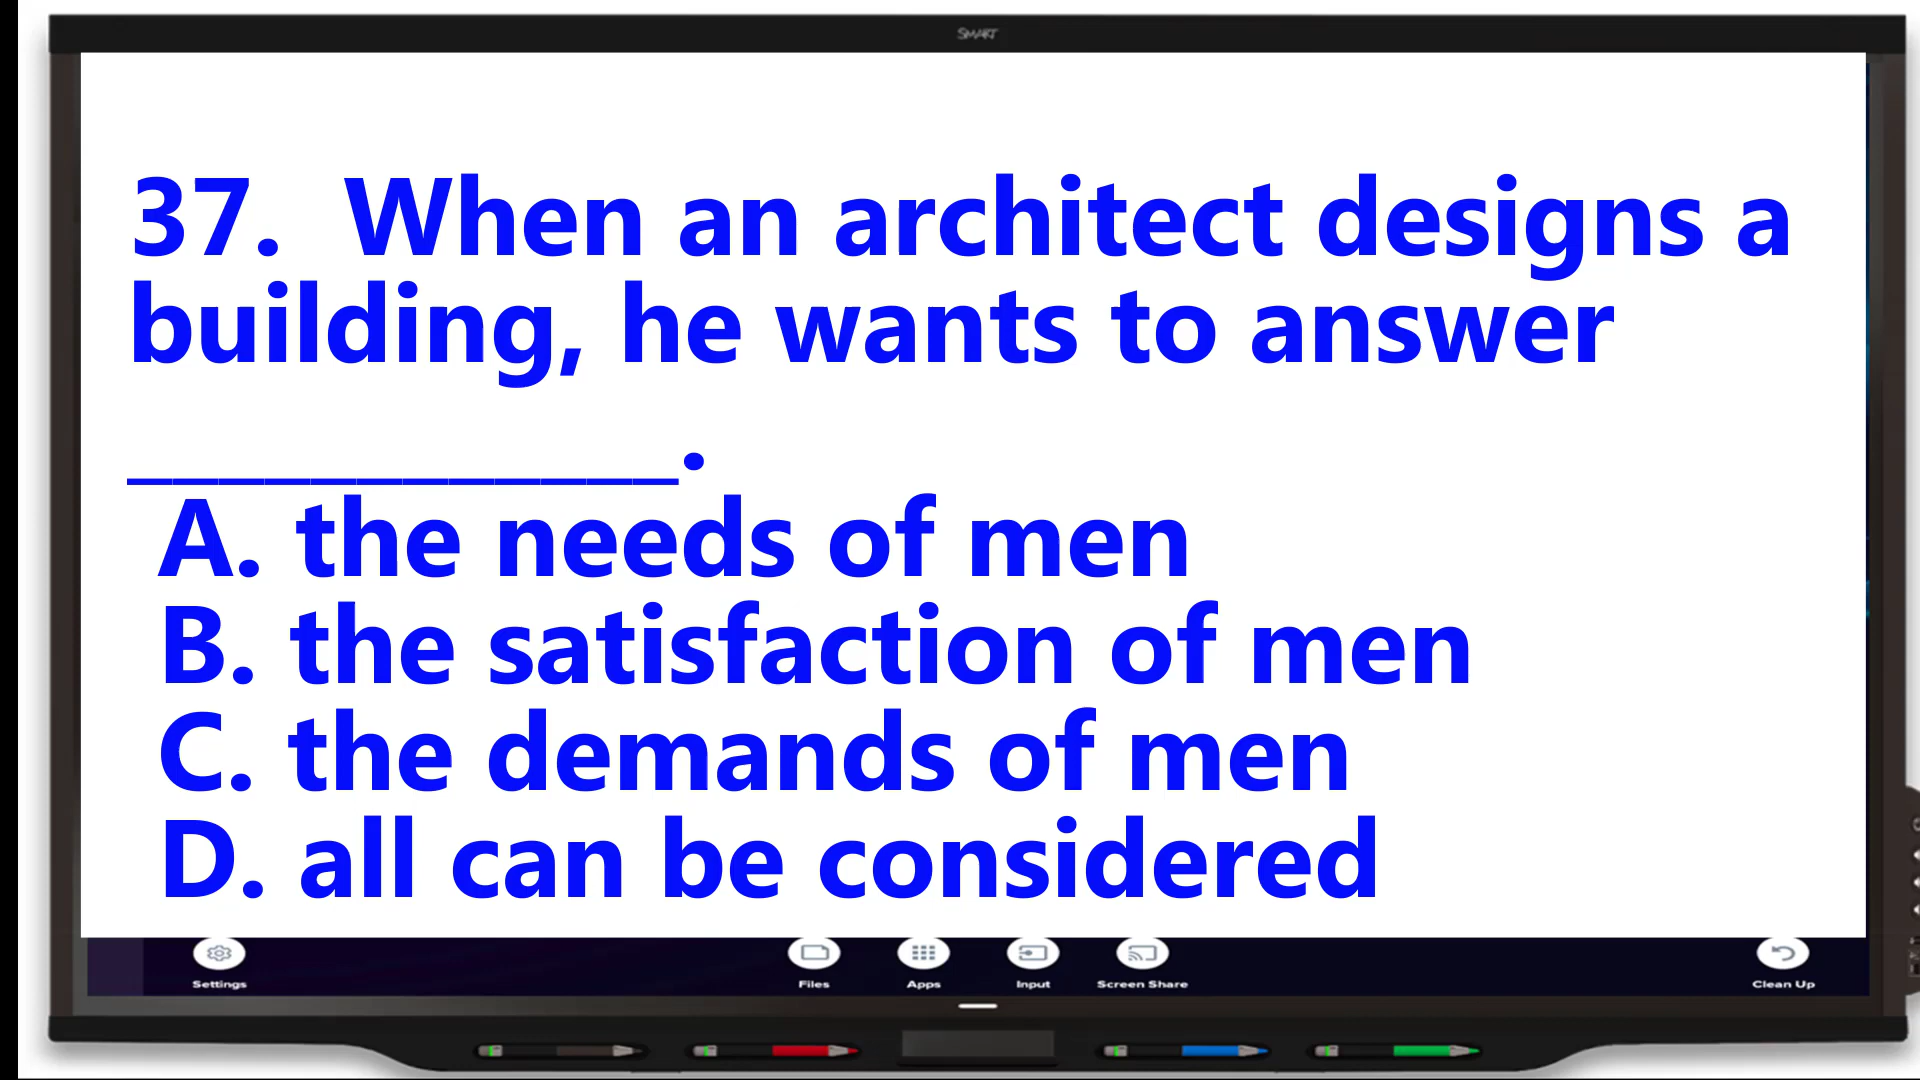 SMART
37. When an architect designs a
building, he wants to answer
____________.
A. the needs of men
B. the satisfaction of men
C. the demands of men
D. all can be considered
Settings
Files
Apps
Input
Screen Share
Clean Up